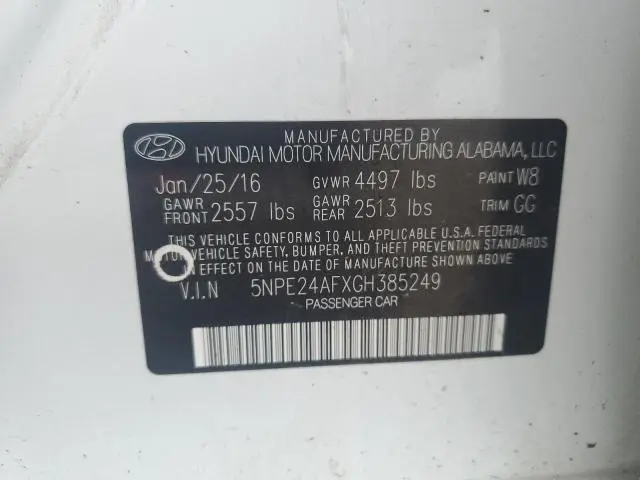 MANUFACTURED BY
HYUNDAI MOTOR MANUFACTURING ALABAMA, LLC
Jan/25/16 GVWR 4497 lbs PAINT W8
GAWR FRONT 2557 lbs GAWR REAR 2513 lbs TRIM GG
THIS VEHICLE CONFORMS TO ALL APPLICABLE U.S.A. FEDERAL
MOTOR VEHICLE SAFETY, BUMPER, AND THEFT PREVENTION STANDARDS
IN EFFECT ON THE DATE OF MANUFACTURE SHOWN ABOVE.
V.I.N 5NPE24AFXGH385249
PASSENGER CAR